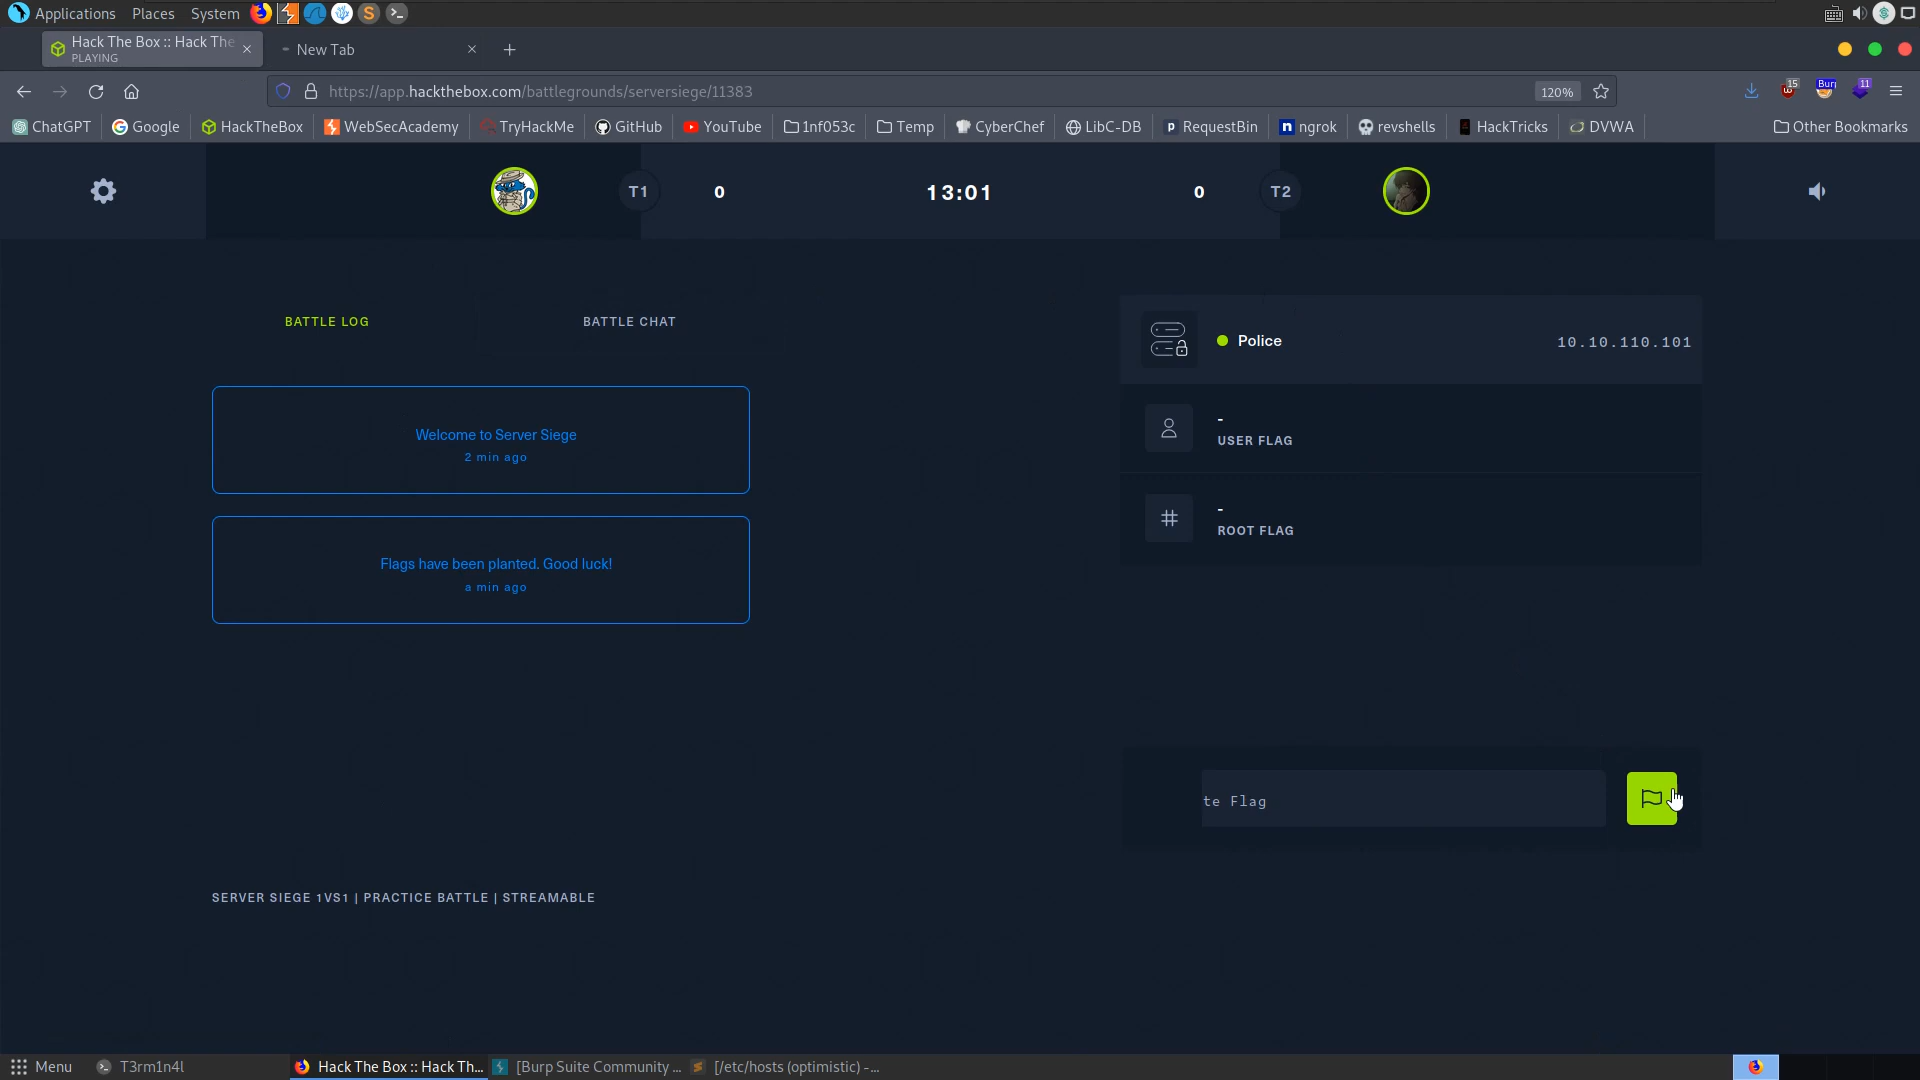 Applications Places System
Hack The Box :: Hack The
PLAYING
New Tab
https://app.hackthebox.com/battlegrounds/serversiege/11383
120%
15
Burp
11
ChatGPT Google HackTheBox WebSecAcademy TryHackMe GitHub YouTube 1nf053c Temp CyberChef LibC-DB RequestBin ngrok revshells HackTricks DVWA Other Bookmarks
T1 0 13:01 0 T2
BATTLE LOG BATTLE CHAT
Welcome to Server Siege
2 min ago
Flags have been planted. Good luck!
a min ago
Police 10.10.110.101
-
USER FLAG
-
ROOT FLAG
te Flag
SERVER SIEGE 1VS1 | PRACTICE BATTLE | STREAMABLE
Menu T3rm1n4l Hack The Box :: Hack Th... [Burp Suite Community ... [/etc/hosts (optimistic) -...